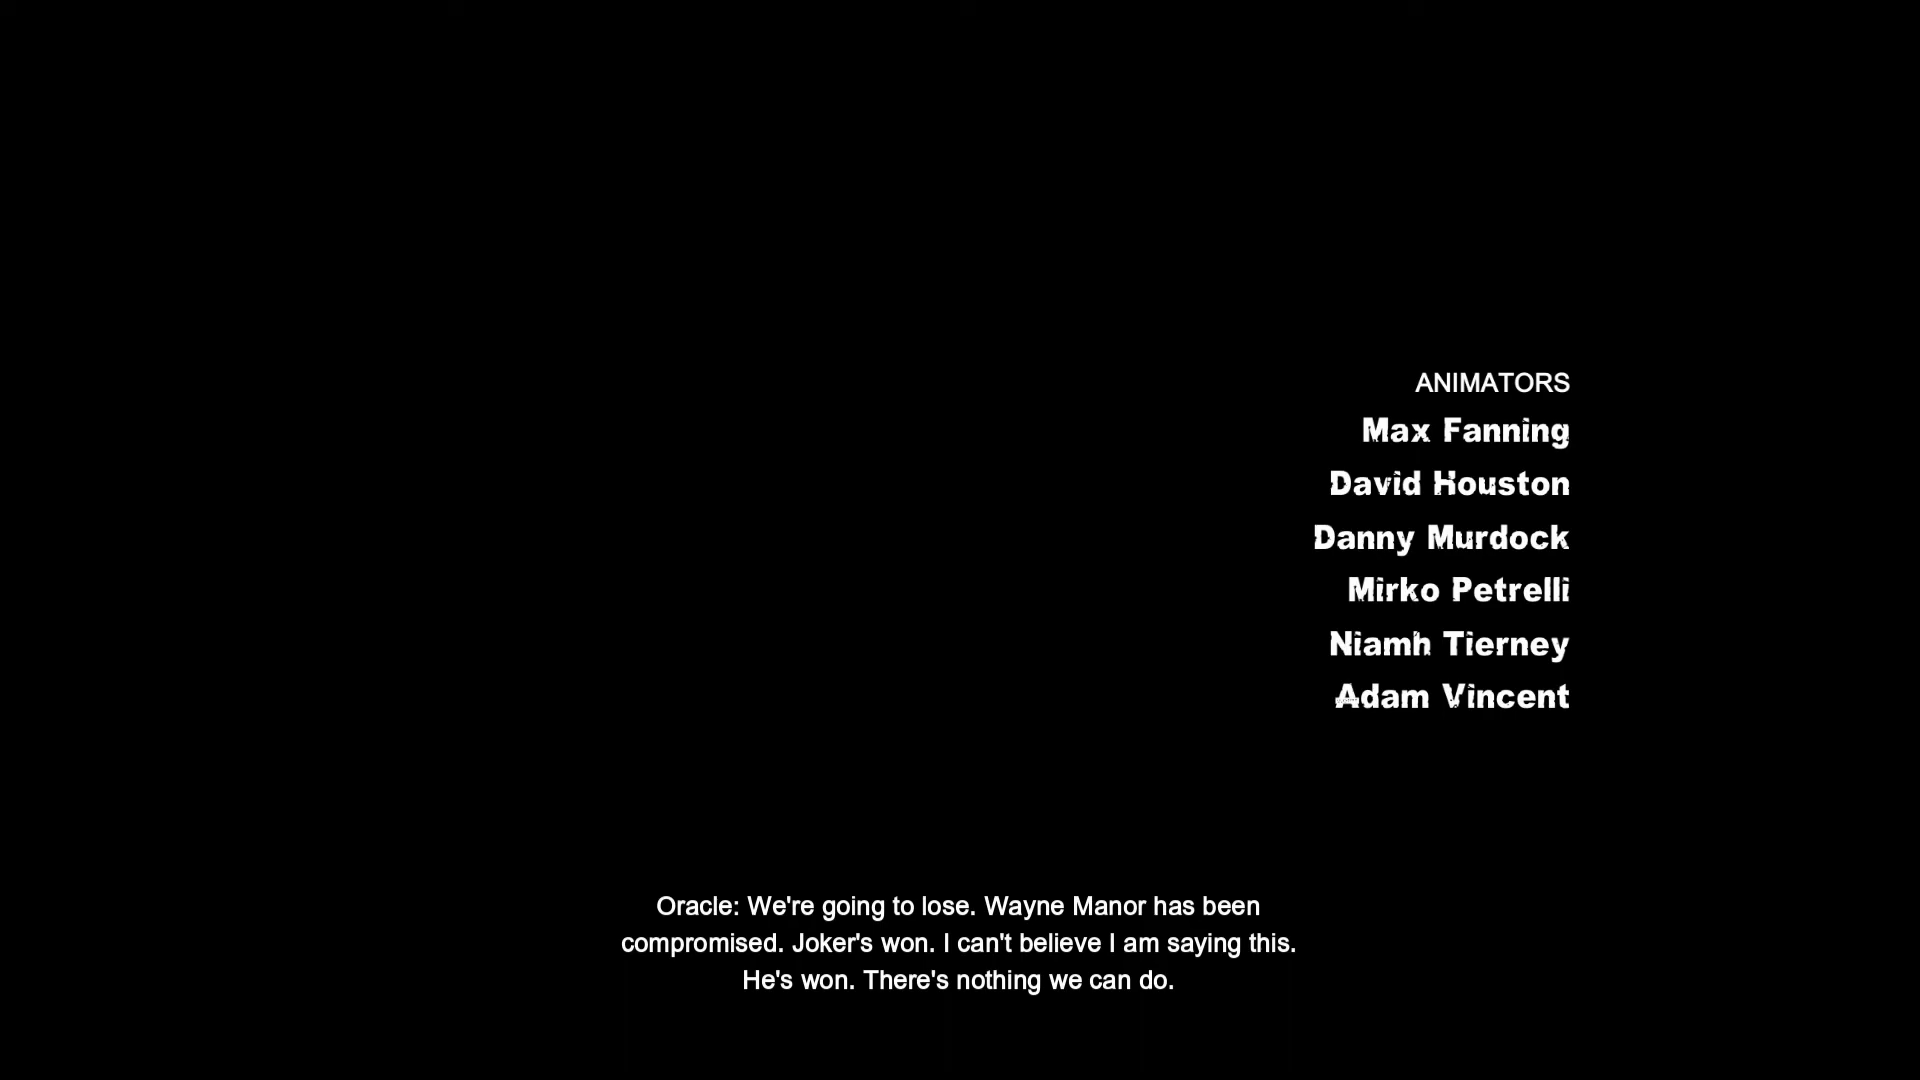 ANIMATORS
Max Fanning
David Houston
Danny Murdock
Mirko Petrelli
Niamh Tierney
Adam Vincent
Oracle: We're going to lose. Wayne Manor has been
compromised. Joker's won. I can't believe I am saying this.
He's won. There's nothing we can do.